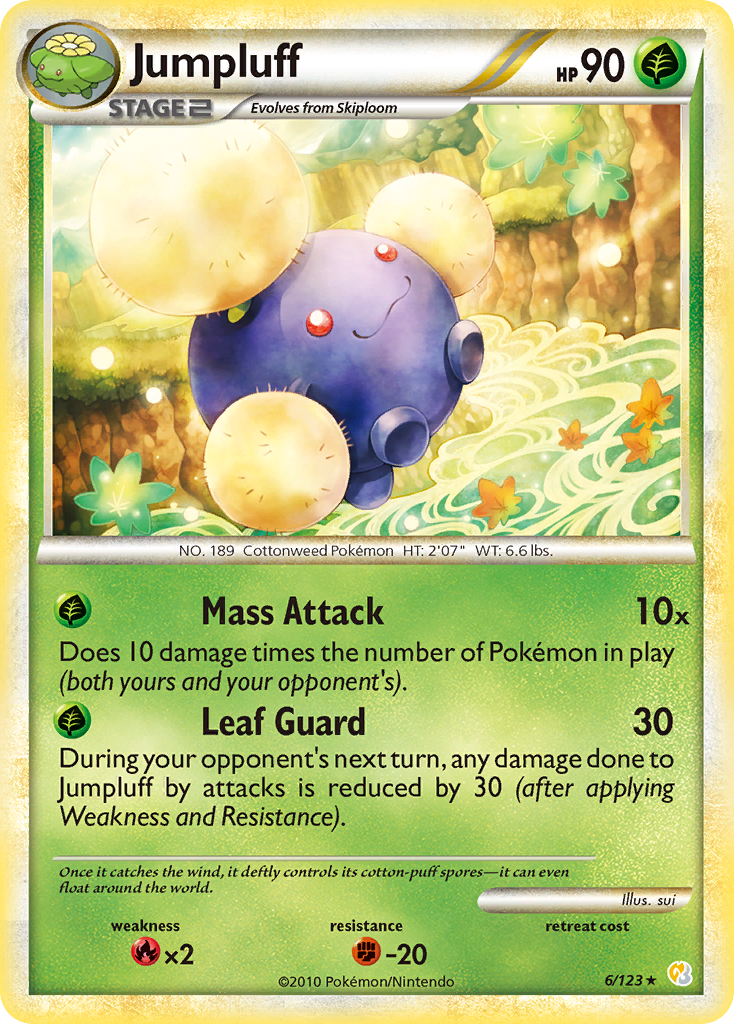 Jumpluff
HP 90
STAGE 2
Evolves from Skiploom
NO. 189 Cottonweed Pokémon HT: 2'07" WT: 6.6 lbs.
Mass Attack 10x
Does 10 damage times the number of Pokémon in play
(both yours and your opponent's).
Leaf Guard 30
During your opponent's next turn, any damage done to
Jumpluff by attacks is reduced by 30 (after applying
Weakness and Resistance).
Once it catches the wind, it deftly controls its cotton-puff spores—it can even
float around the world.
Illus. sui
weakness resistance retreat cost
×2 -20
©2010 Pokémon/Nintendo
6/123 ★